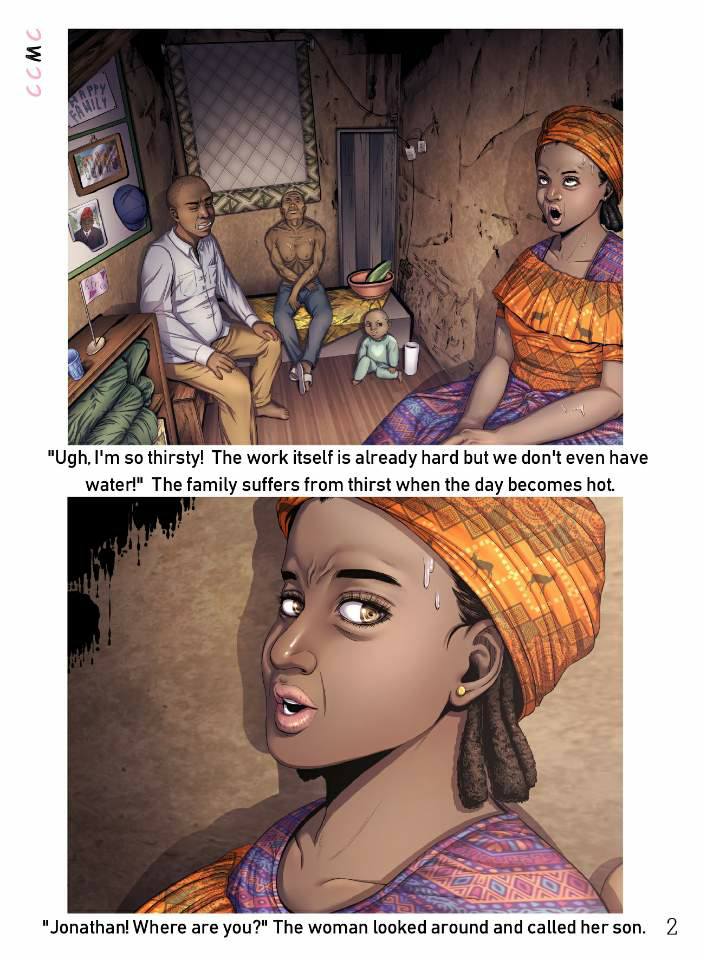 CCMC
HAPPY
FAMILY
"Ugh, I'm so thirsty! The work itself is already hard but we don't even have
water!" The family suffers from thirst when the day becomes hot.
"Jonathan! Where are you?" The woman looked around and called her son.
2